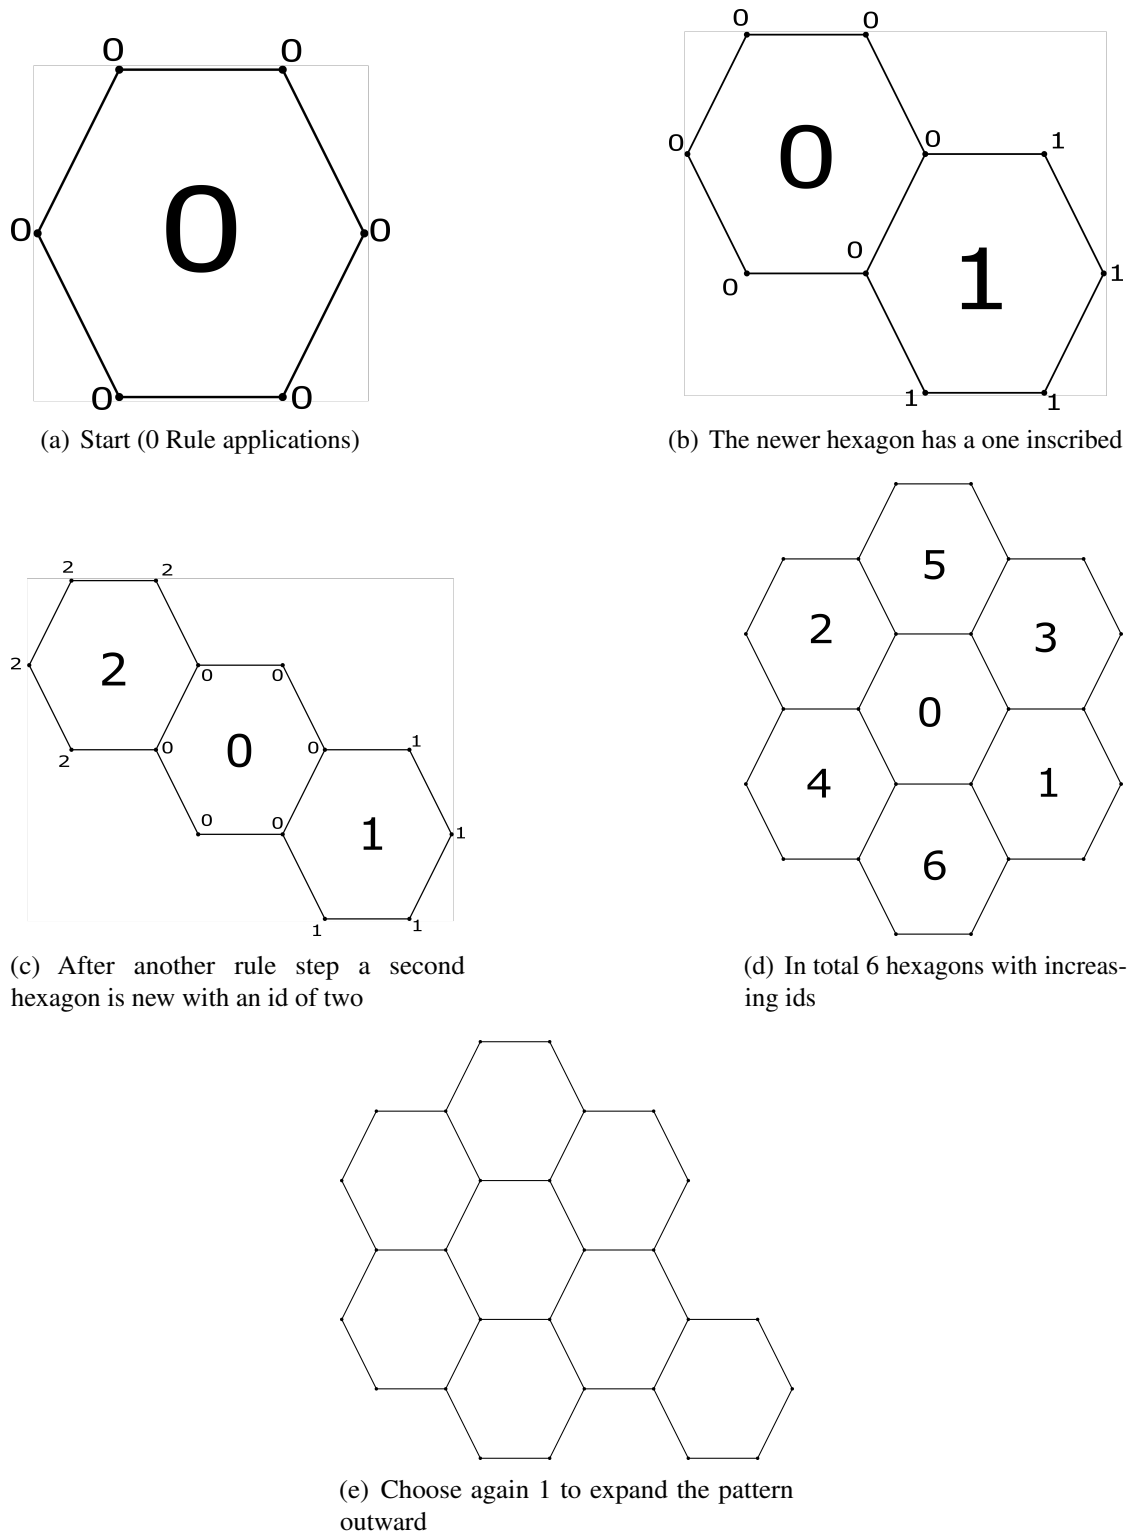 0 0
0 0 0
0 0
(a) Start (0 Rule applications)
0 0
0 0 0 1
0 0 1 1
1 1
(b) The newer hexagon has a one inscribed
2 2
2 2 0 0
2 0 0 0 1
0 0 1 1
1 1
(c) After another rule step a second
hexagon is new with an id of two
5
2 3
0
4 1
6
(d) In total 6 hexagons with increas-
ing ids
(e) Choose again 1 to expand the pattern
outward